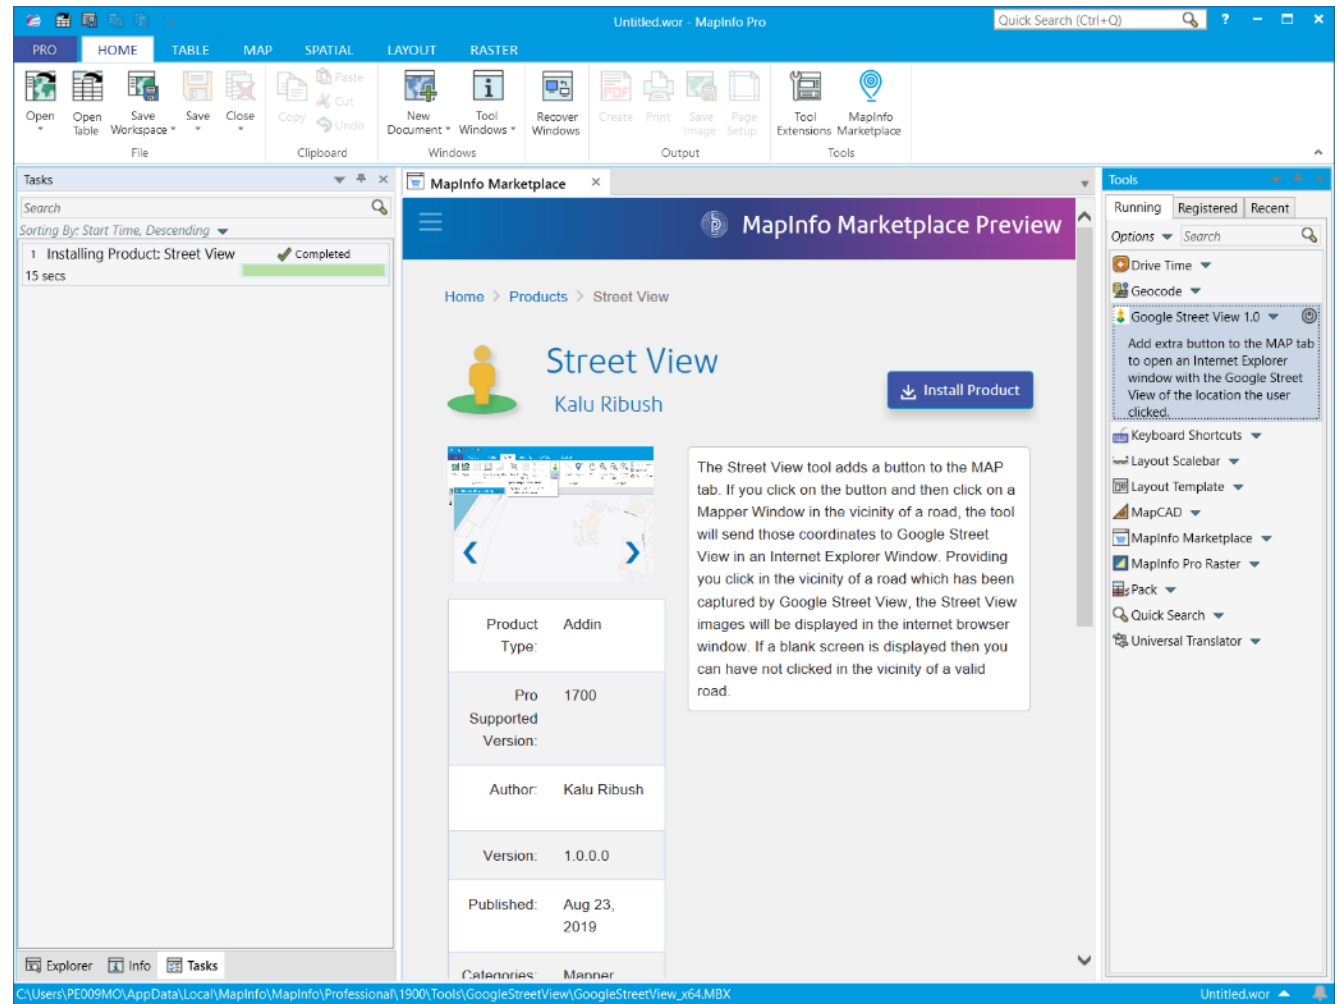 Untitled.wor - MapInfo Pro
Quick Search (Ctrl+Q)
?
PRO HOME TABLE MAP SPATIAL LAYOUT RASTER
Open
Open Table
Save Workspace
Save
Close
File
Copy
Paste
Cut
Undo
Clipboard
New Document
Tool Windows
Windows
Recover Windows
PDF
Create
Print
Save Image
Page Setup
Output
Tool Extensions
MapInfo Marketplace
Tools
Tasks
Search
Sorting By: Start Time, Descending
1 Installing Product: Street View
Completed
15 secs
Explorer
Info
Tasks
MapInfo Marketplace
MapInfo Marketplace Preview
Home > Products > Street View
Street View
Kalu Ribush
Install Product
The Street View tool adds a button to the MAP
tab. If you click on the button and then click on a
Mapper Window in the vicinity of a road, the tool
will send those coordinates to Google Street
View in an Internet Explorer Window. Providing
you click in the vicinity of a road which has been
captured by Google Street View, the Street View
images will be displayed in the internet browser
window. If a blank screen is displayed then you
can have not clicked in the vicinity of a valid
road.
Product Type: Addin
Pro Supported Version: 1700
Author: Kalu Ribush
Version: 1.0.0.0
Published: Aug 23, 2019
Categories: Mapper
Tools
Running Registered Recent
Options Search
Drive Time
Geocode
Google Street View 1.0
Add extra button to the MAP tab
to open an Internet Explorer
window with the Google Street
View of the location the user
clicked.
Keyboard Shortcuts
Layout Scalebar
Layout Template
MapCAD
MapInfo Marketplace
MapInfo Pro Raster
Pack
Quick Search
Universal Translator
C:\Users\PE009MO\AppData\Local\MapInfo\MapInfo\Professional\1900\Tools\GoogleStreetView\GoogleStreetView_x64.MBX
Untitled.wor